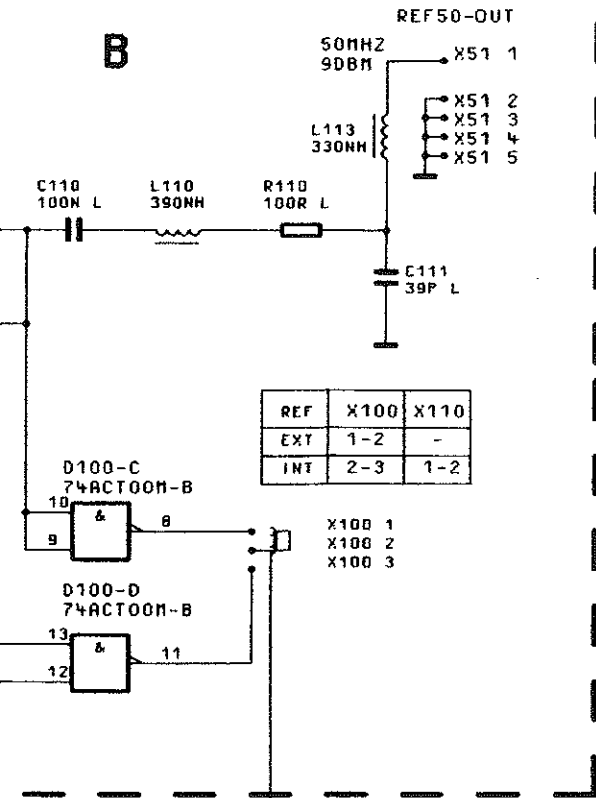 REF50-OUT
B
50MHZ
9DBM
X51 1
X51 2
X51 3
X51 4
X51 5
L113
330NH
C110
100N L
L110
390NH
R110
100R L
C111
39P L
REF X100 X110
EXT 1-2 -
INT 2-3 1-2
D100-C
74ACT00M-B
10
&
8
9
X100 1
X100 2
X100 3
D100-D
74ACT00M-B
13
&
11
12